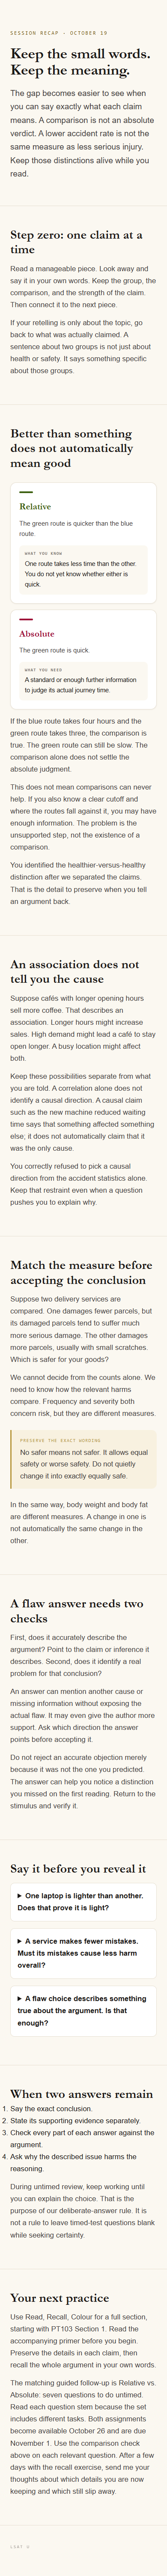 SESSION RECAP · OCTOBER 19
Keep the small words.
Keep the meaning.
The gap becomes easier to see when
you can say exactly what each claim
means. A comparison is not an absolute
verdict. A lower accident rate is not the
same measure as less serious injury.
Keep those distinctions alive while you
read.
Step zero: one claim at a
time
Read a manageable piece. Look away and
say it in your own words. Keep the group, the
comparison, and the strength of the claim.
Then connect it to the next piece.
If your retelling is only about the topic, go
back to what was actually claimed. A
sentence about two groups is not just about
health or safety. It says something specific
about those groups.
Better than something
does not automatically
mean good
Relative
The green route is quicker than the blue
route.
WHAT YOU KNOW
One route takes less time than the other.
You do not yet know whether either is
quick.
Absolute
The green route is quick.
WHAT YOU NEED
A standard or enough further information
to judge its actual journey time.
If the blue route takes four hours and the
green route takes three, the comparison is
true. The green route can still be slow. The
comparison alone does not settle the
absolute judgment.
This does not mean comparisons can never
help. If you also know a clear cutoff and
where the routes fall against it, you may have
enough information. The problem is the
unsupported step, not the existence of a
comparison.
You identified the healthier-versus-healthy
distinction after we separated the claims.
That is the detail to preserve when you tell
an argument back.
An association does not
tell you the cause
Suppose cafés with longer opening hours
sell more coffee. That describes an
association. Longer hours might increase
sales. High demand might lead a café to stay
open longer. A busy location might affect
both.
Keep these possibilities separate from what
you are told. A correlation alone does not
identify a causal direction. A causal claim
such as the new machine reduced waiting
time says that something affected something
else; it does not automatically claim that it
was the only cause.
You correctly refused to pick a causal
direction from the accident statistics alone.
Keep that restraint even when a question
pushes you to explain why.
Match the measure before
accepting the conclusion
Suppose two delivery services are
compared. One damages fewer parcels, but
its damaged parcels tend to suffer much
more serious damage. The other damages
more parcels, usually with small scratches.
Which is safer for your goods?
We cannot decide from the counts alone. We
need to know how the relevant harms
compare. Frequency and severity both
concern risk, but they are different measures.
PRESERVE THE EXACT WORDING
No safer means not safer. It allows equal
safety or worse safety. Do not quietly
change it into exactly equally safe.
In the same way, body weight and body fat
are different measures. A change in one is
not automatically the same change in the
other.
A flaw answer needs two
checks
First, does it accurately describe the
argument? Point to the claim or inference it
describes. Second, does it identify a real
problem for that conclusion?
An answer can mention another cause or
missing information without exposing the
actual flaw. It may even give the author more
support. Ask which direction the answer
points before accepting it.
Do not reject an accurate objection merely
because it was not the one you predicted.
The answer can help you notice a distinction
you missed on the first reading. Return to the
stimulus and verify it.
Say it before you reveal it
▶ One laptop is lighter than another.
Does that prove it is light?
▶ A service makes fewer mistakes.
Must its mistakes cause less harm
overall?
▶ A flaw choice describes something
true about the argument. Is that
enough?
When two answers remain
1. Say the exact conclusion.
2. State its supporting evidence separately.
3. Check every part of each answer against the
argument.
4. Ask why the described issue harms the
reasoning.
During untimed review, keep working until
you can explain the choice. That is the
purpose of our deliberate-answer rule. It is
not a rule to leave timed-test questions blank
while seeking certainty.
Your next practice
Use Read, Recall, Colour for a full section,
starting with PT103 Section 1. Read the
accompanying primer before you begin.
Preserve the details in each claim, then
recall the whole argument in your own words.
The matching guided follow-up is Relative vs.
Absolute: seven questions to do untimed.
Read each question stem because the set
includes different tasks. Both assignments
become available October 26 and are due
November 1. Use the comparison check
above on each relevant question. After a few
days with the recall exercise, send me your
thoughts about which details you are now
keeping and which still slip away.